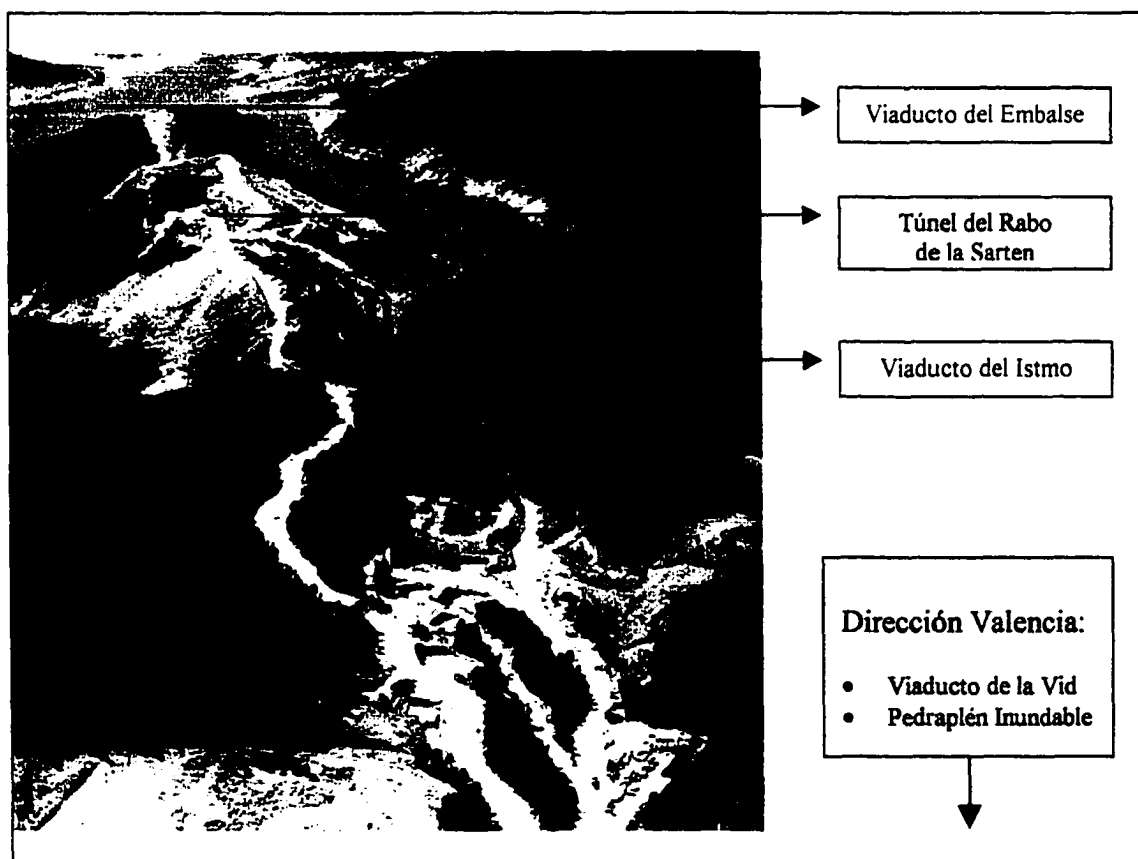 Viaducto del Embalse
Túnel del Rabo
de la Sarten
Viaducto del Istmo
Dirección Valencia:
• Viaducto de la Vid
• Pedraplén Inundable